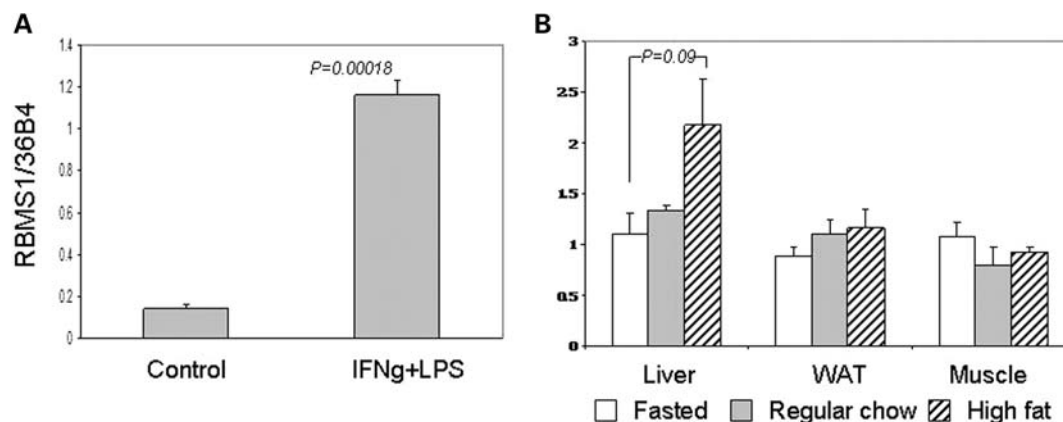 A
RBMS1/36B4
1.4
1.2
1
0.8
0.6
0.4
0.2
0
P=0.00018
Control IFNg+LPS
B
3
2.5
2
1.5
1
0.5
0
P=0.09
Liver WAT Muscle
Fasted Regular chow High fat